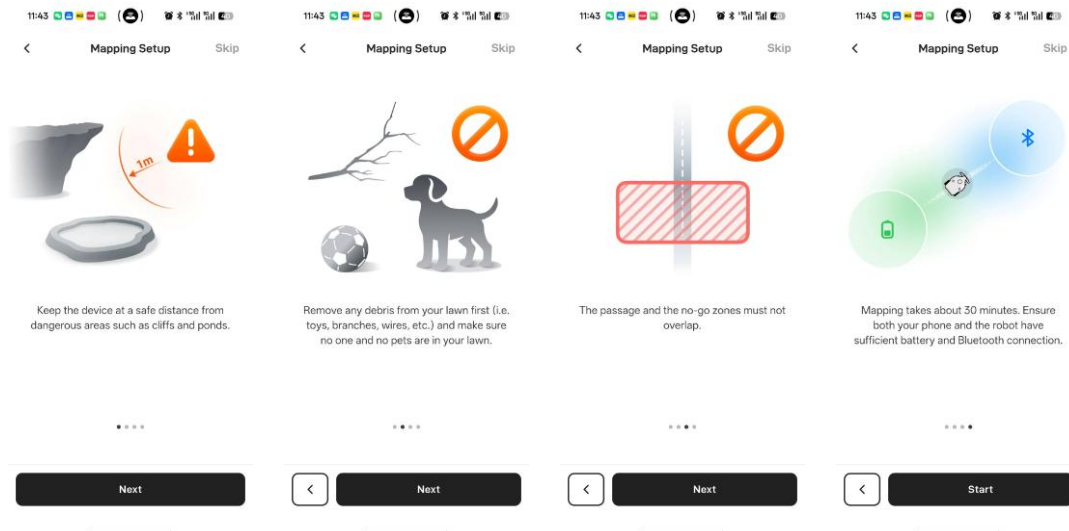 11:43
Mapping Setup
Skip
1m
Keep the device at a safe distance from
dangerous areas such as cliffs and ponds.
Next
11:43
Mapping Setup
Skip
Remove any debris from your lawn first (i.e.
toys, branches, wires, etc.) and make sure
no one and no pets are in your lawn.
Next
11:43
Mapping Setup
Skip
The passage and the no-go zones must not
overlap.
Next
11:43
Mapping Setup
Skip
Mapping takes about 30 minutes. Ensure
both your phone and the robot have
sufficient battery and Bluetooth connection.
Start